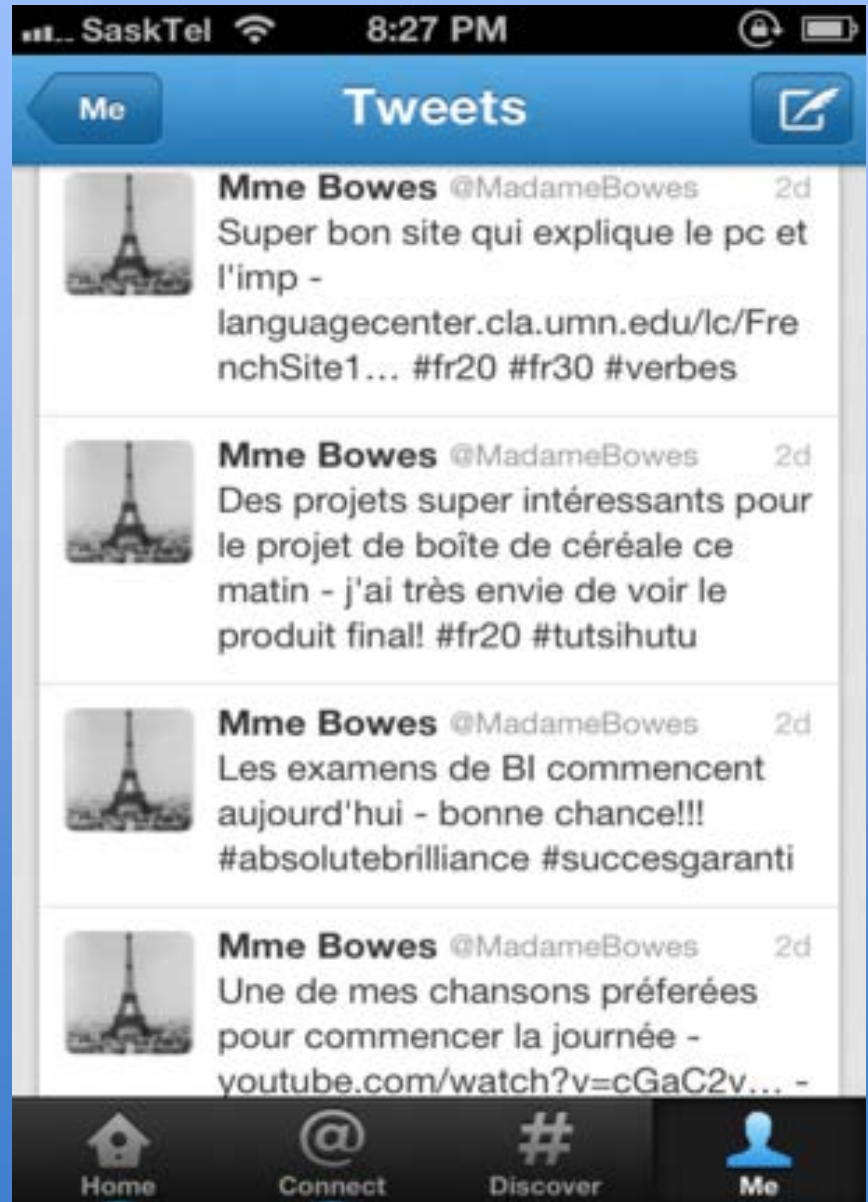 SaskTel 8:27 PM
Me Tweets
Mme Bowes @MadameBowes 2d
Super bon site qui explique le pc et
l'imp -
languagecenter.cla.umn.edu/lc/Fre
nchSite1... #fr20 #fr30 #verbes
Mme Bowes @MadameBowes 2d
Des projets super intéressants pour
le projet de boîte de céréale ce
matin - j'ai très envie de voir le
produit final! #fr20 #tutsihutu
Mme Bowes @MadameBowes 2d
Les examens de BI commencent
aujourd'hui - bonne chance!!!
#absolutebrilliance #succesgaranti
Mme Bowes @MadameBowes 2d
Une de mes chansons préferées
pour commencer la journée -
youtube.com/watch?v=cGaC2v... -
Home Connect Discover Me